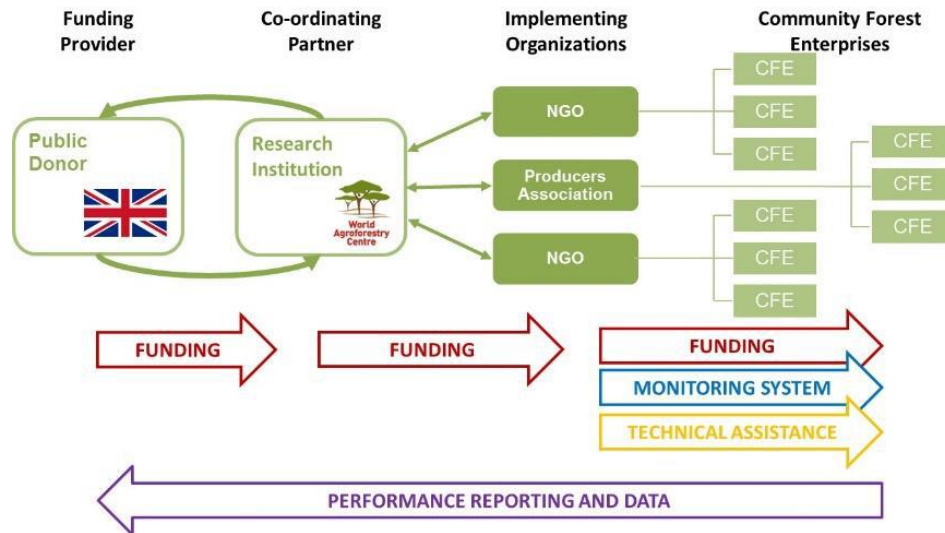 Funding
Provider
Co-ordinating
Partner
Implementing
Organizations
Community Forest
Enterprises
Public
Donor
Research
Institution
World
Agroforestry
Centre
NGO
Producers
Association
NGO
CFE
CFE
CFE
CFE
CFE
CFE
CFE
CFE
CFE
FUNDING
FUNDING
FUNDING
MONITORING SYSTEM
TECHNICAL ASSISTANCE
PERFORMANCE REPORTING AND DATA